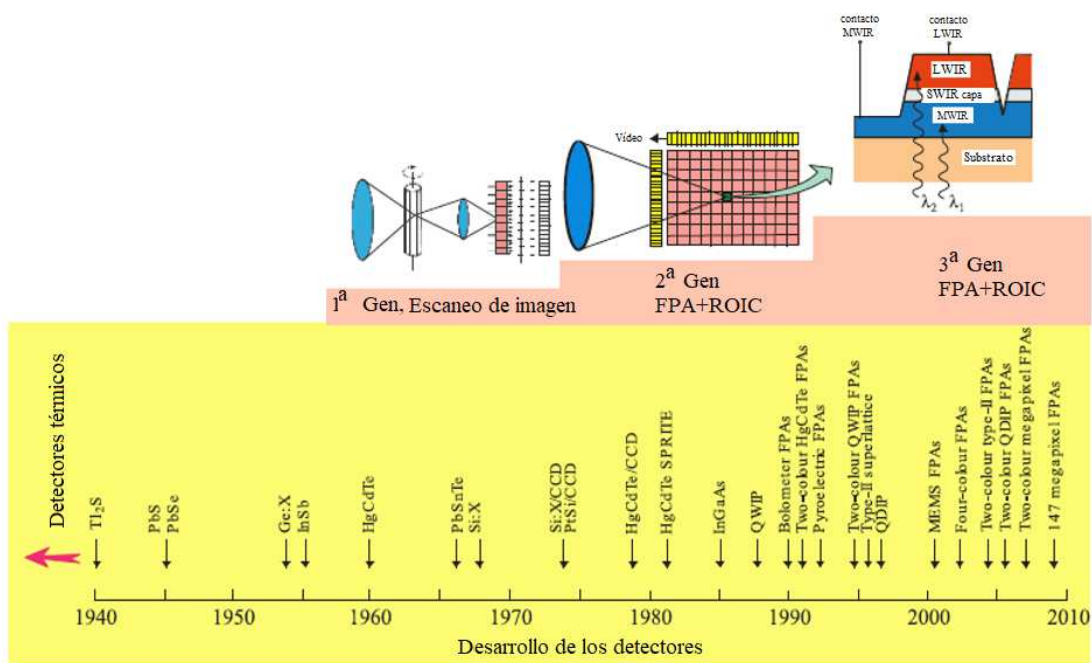 contacto
MWIR
contacto
LWIR
LWIR
SWIR capa
MWIR
Substrato
λ2 λ1
Vídeo
1ª Gen, Escaneo de imagen
2ª Gen
FPA+ROIC
3ª Gen
FPA+ROIC
Detectores térmicos
Tl2S
PbS
PbSe
Ge:X
InSb
HgCdTe
PbSnTe
Si:X
Si:X/CCD
PtSi/CCD
HgCdTe/CCD
HgCdTe SPRITE
InGaAs
QWIP
Bolometer FPAs
Two-colour HgCdTe FPAs
Pyroelectric FPAs
Two-colour QWIP FPAs
Type-II superlattice
QDIP
MEMS FPAs
Four-colour FPAs
Two-colour type-II FPAs
Two-colour QDIP FPAs
Two-colour megapixel FPAs
147 megapixel FPAs
1940 1950 1960 1970 1980 1990 2000 2010
Desarrollo de los detectores